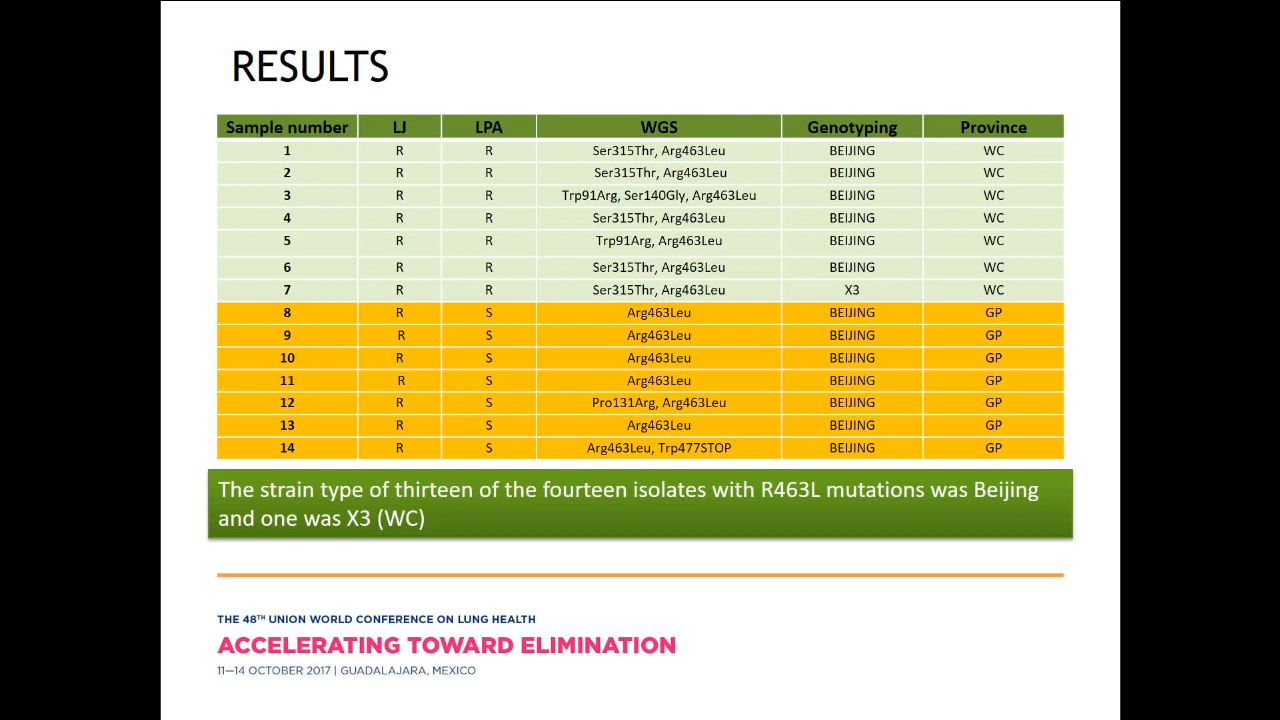 RESULTS
Sample number LJ LPA WGS Genotyping Province
1 R R Ser315Thr, Arg463Leu BEIJING WC
2 R R Ser315Thr, Arg463Leu BEIJING WC
3 R R Trp91Arg, Ser140Gly, Arg463Leu BEIJING WC
4 R R Ser315Thr, Arg463Leu BEIJING WC
5 R R Trp91Arg, Arg463Leu BEIJING WC
6 R R Ser315Thr, Arg463Leu BEIJING WC
7 R R Ser315Thr, Arg463Leu X3 WC
8 R S Arg463Leu BEIJING GP
9 R S Arg463Leu BEIJING GP
10 R S Arg463Leu BEIJING GP
11 R S Arg463Leu BEIJING GP
12 R S Pro131Arg, Arg463Leu BEIJING GP
13 R S Arg463Leu BEIJING GP
14 R S Arg463Leu, Trp477STOP BEIJING GP
The strain type of thirteen of the fourteen isolates with R463L mutations was Beijing
and one was X3 (WC)
THE 48TH UNION WORLD CONFERENCE ON LUNG HEALTH
ACCELERATING TOWARD ELIMINATION
11—14 OCTOBER 2017 | GUADALAJARA, MEXICO